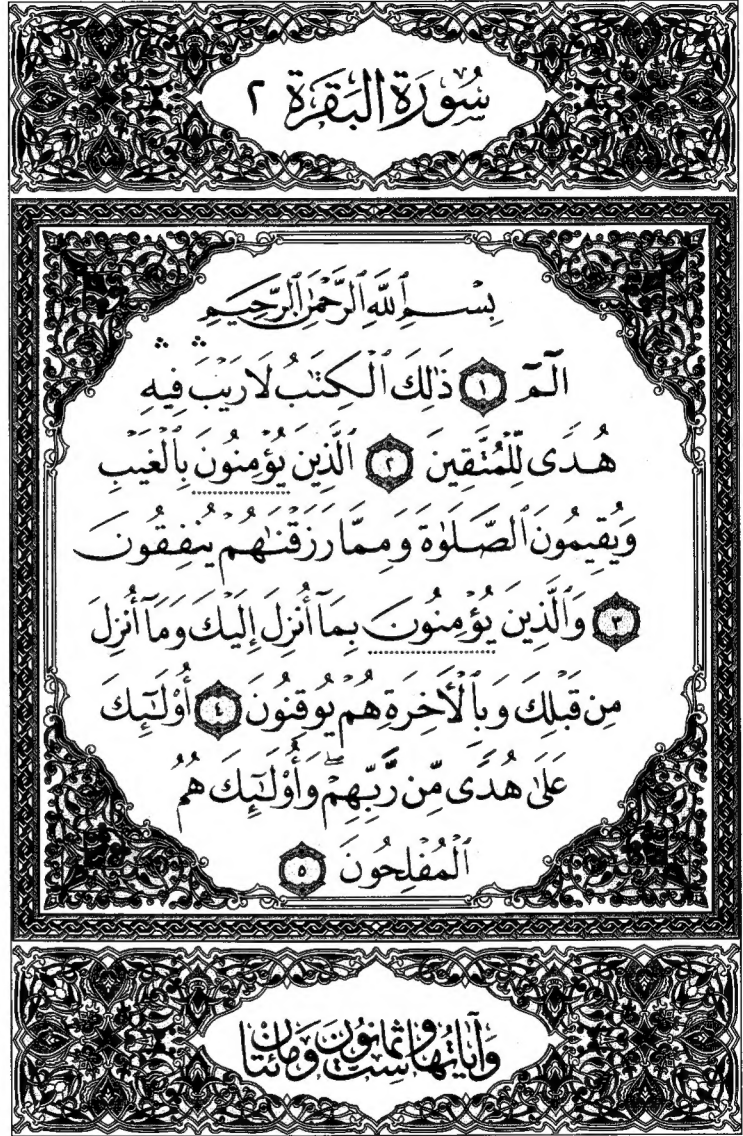 سُورَةُ البَقَرَةِ ٢
بِسْمِ ٱللَّهِ ٱلرَّحْمَٰنِ ٱلرَّحِيمِ
الٓمٓ ١ ذَٰلِكَ ٱلْكِتَٰبُ لَا رَيْبَ ۛ فِيهِ ۛ
هُدًى لِّلْمُتَّقِينَ ٢ ٱلَّذِينَ يُؤْمِنُونَ بِٱلْغَيْبِ
وَيُقِيمُونَ ٱلصَّلَوٰةَ وَمِمَّا رَزَقْنَٰهُمْ يُنفِقُونَ
٣ وَٱلَّذِينَ يُؤْمِنُونَ بِمَآ أُنزِلَ إِلَيْكَ وَمَآ أُنزِلَ
مِن قَبْلِكَ وَبِٱلْأَخِرَةِ هُمْ يُوقِنُونَ ٤ أُوْلَٰٓئِكَ
عَلَىٰ هُدًى مِّن رَّبِّهِمْ ۖ وَأُوْلَٰٓئِكَ هُمُ
ٱلْمُفْلِحُونَ ٥
وَآيَاتُهَا سِتٌّ وَثَمَانُونَ وَمِائَتَانِ